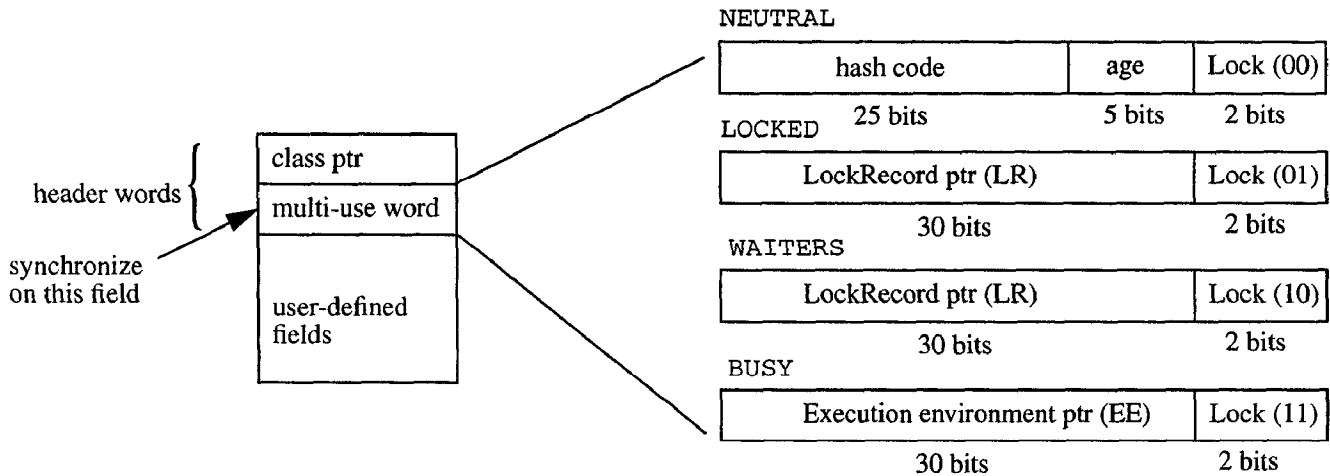 NEUTRAL
hash code age Lock (00)
25 bits 5 bits 2 bits
LOCKED
LockRecord ptr (LR) Lock (01)
30 bits 2 bits
WAITERS
LockRecord ptr (LR) Lock (10)
30 bits 2 bits
BUSY
Execution environment ptr (EE) Lock (11)
30 bits 2 bits
header words
class ptr
multi-use word
synchronize
on this field
user-defined
fields